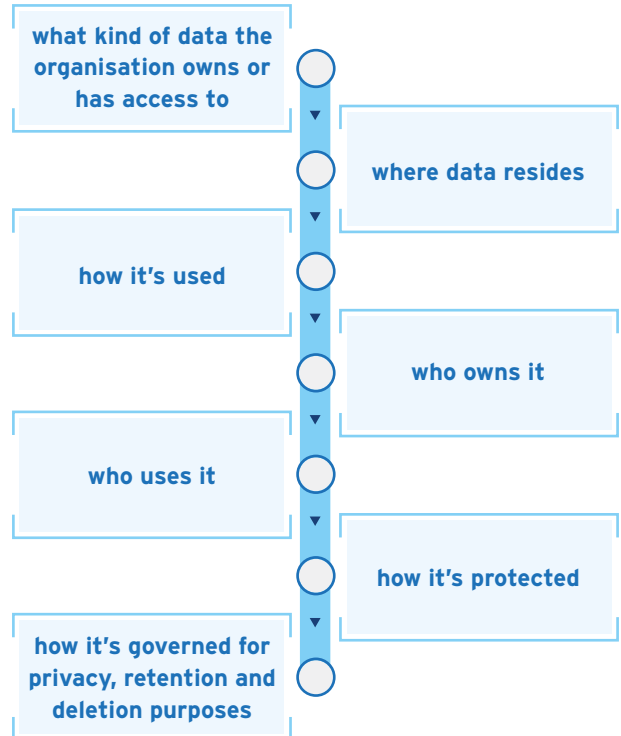 what kind of data the
organisation owns or
has access to
where data resides
how it's used
who owns it
who uses it
how it's protected
how it's governed for
privacy, retention and
deletion purposes